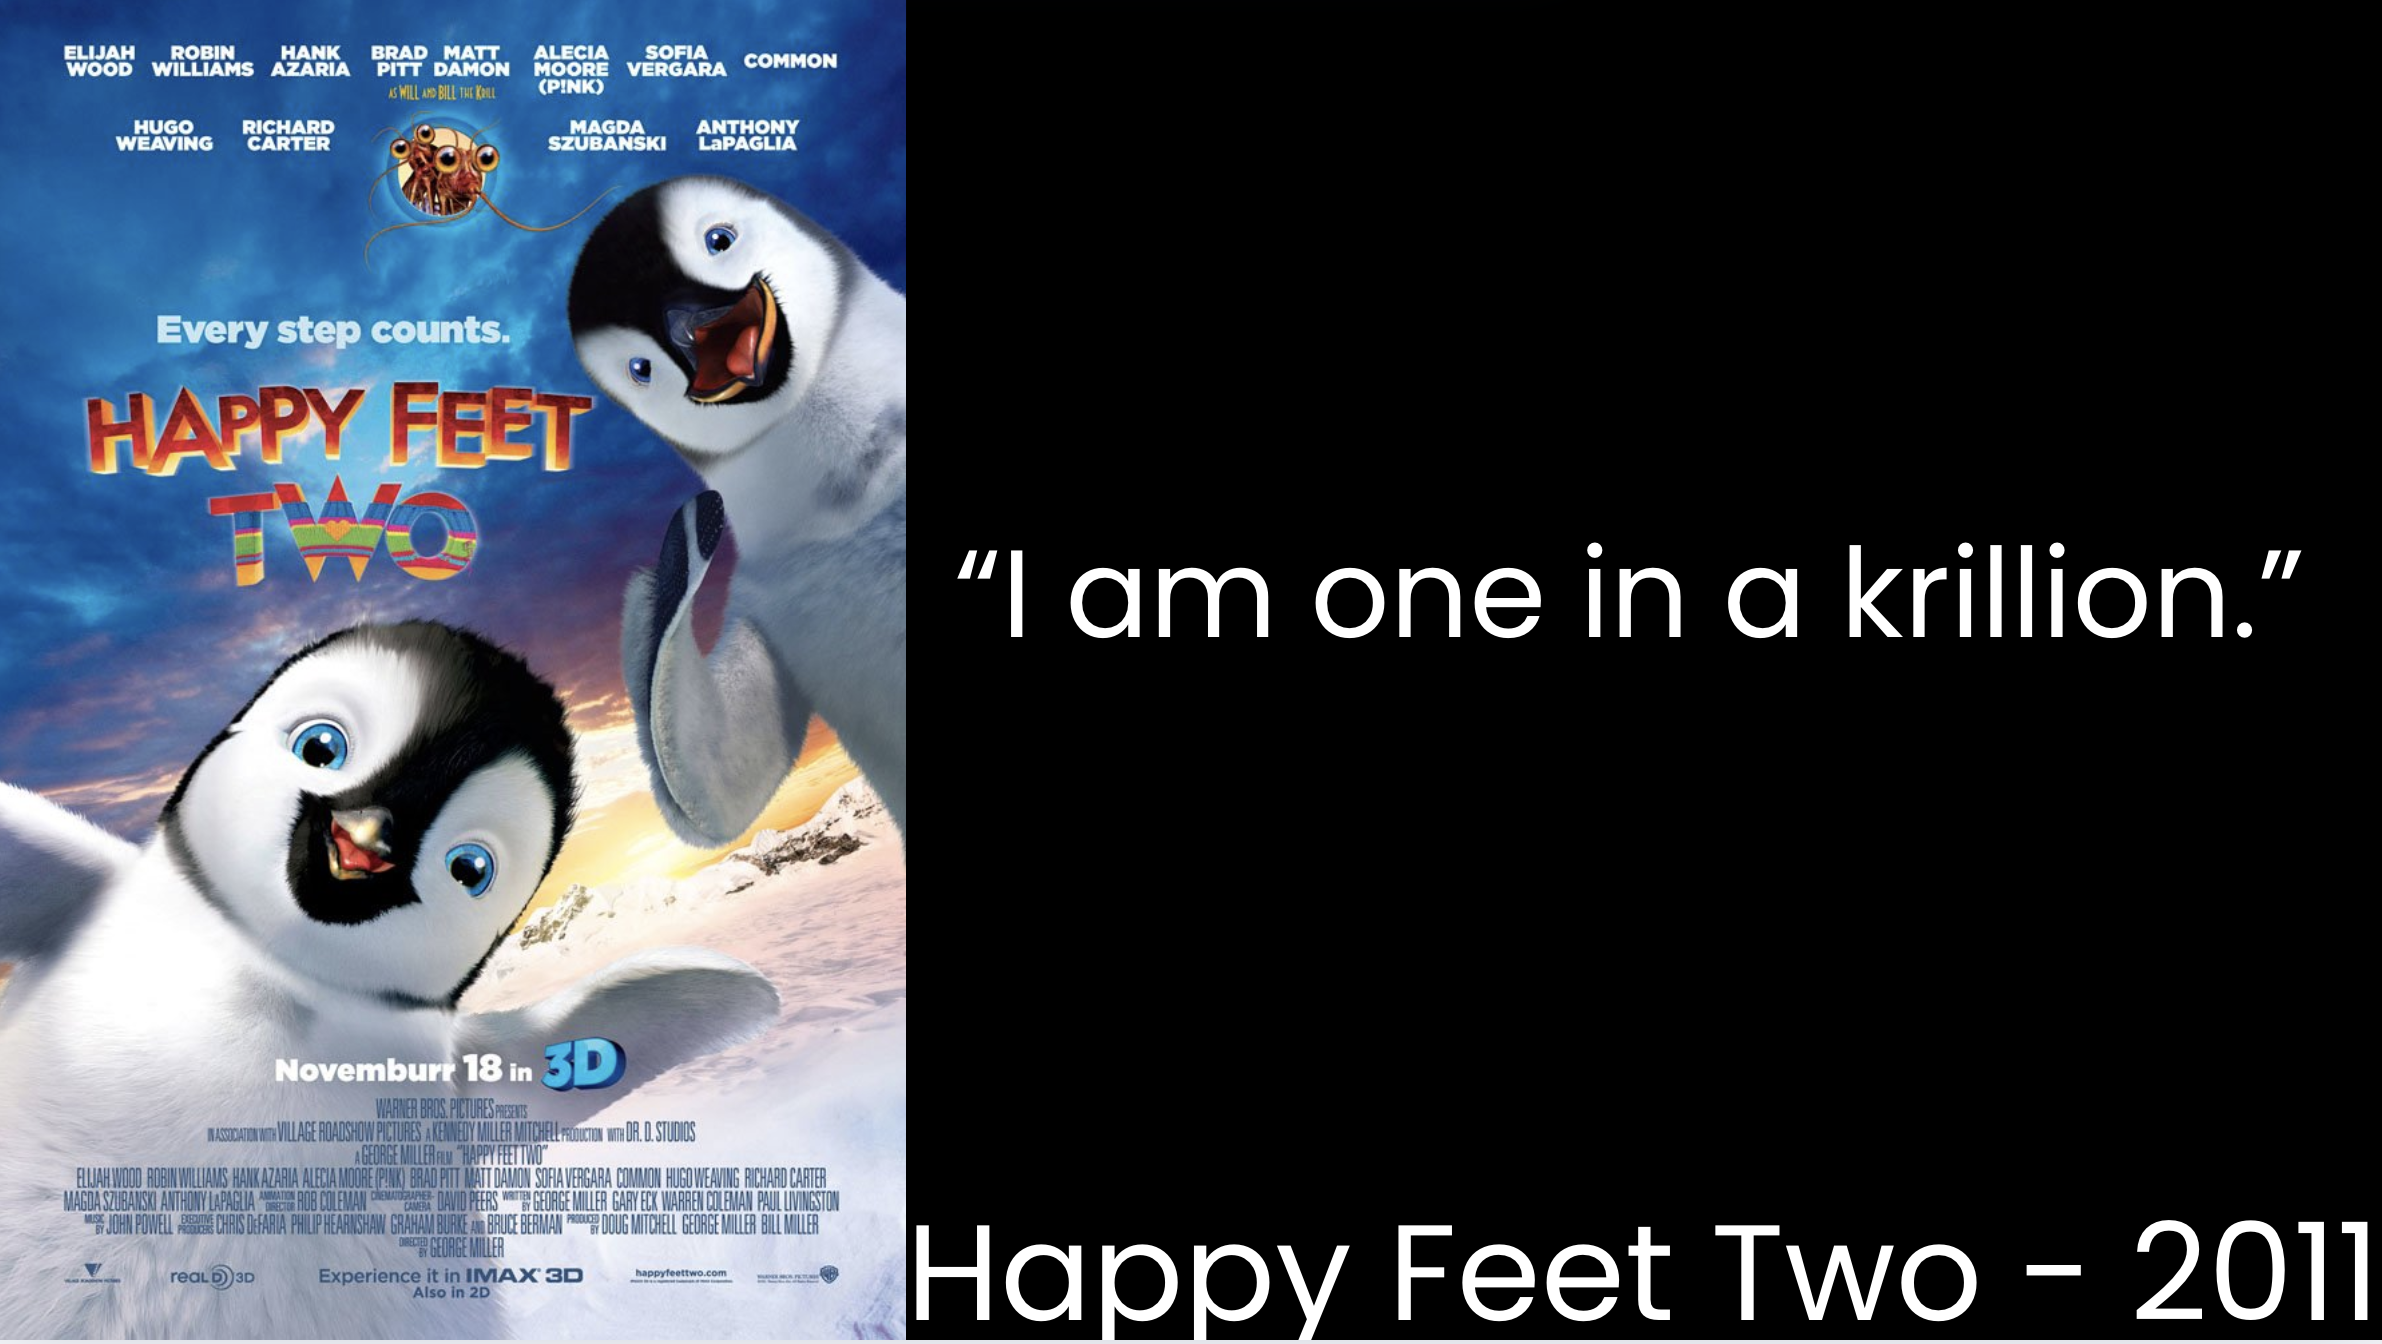 ELIJAH WOOD ROBIN WILLIAMS HANK AZARIA BRAD PITT MATT DAMON ALECIA MOORE (P!NK) SOFIA VERGARA COMMON
AS WILL AND BILL THE KRILL
HUGO WEAVING RICHARD CARTER MAGDA SZUBANSKI ANTHONY LaPAGLIA
Every step counts.
HAPPY FEET
TWO
Novemburr 18 in 3D
WARNER BROS. PICTURES PRESENTS
IN ASSOCIATION WITH VILLAGE ROADSHOW PICTURES A KENNEDY MILLER MITCHELL PRODUCTION WITH DR. D. STUDIOS
A GEORGE MILLER FILM "HAPPY FEET TWO"
ELIJAH WOOD ROBIN WILLIAMS HANK AZARIA ALECIA MOORE (P!NK) BRAD PITT MATT DAMON SOFIA VERGARA COMMON HUGO WEAVING RICHARD CARTER
MAGDA SZUBANSKI ANTHONY LaPAGLIA ANIMATION DIRECTOR ROB COLEMAN CINEMATOGRAPHER-CAMERA DAVID PEERS WRITTEN BY GEORGE MILLER GARY ECK WARREN COLEMAN PAUL LIVINGSTON
MUSIC BY JOHN POWELL EXECUTIVE PRODUCERS CHRIS DeFARIA PHILIP HEARNSHAW GRAHAM BURKE AND BRUCE BERMAN PRODUCED BY DOUG MITCHELL GEORGE MILLER BILL MILLER
DIRECTED BY GEORGE MILLER
REAL D 3D Experience it in IMAX 3D happyfeettwo.com
Also in 2D
“I am one in a krillion.”
Happy Feet Two - 2011